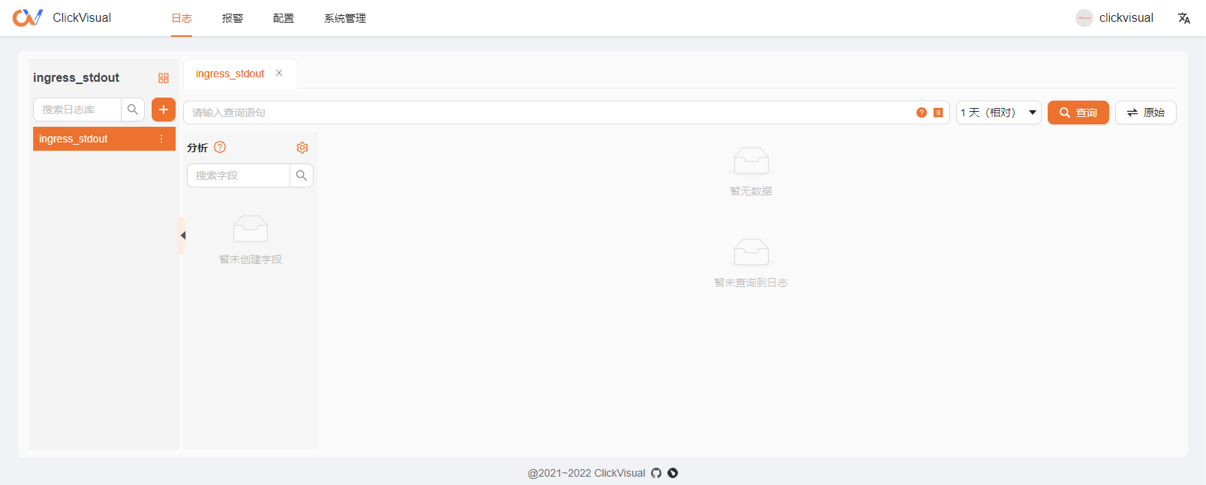 ClickVisual 日志 报警 配置 系统管理 clickvisual
ingress_stdout
ingress_stdout
搜索日志库
请输入查询语句 1 天（相对） 查询 原始
ingress_stdout
分析
搜索字段
暂未创建字段
暂无数据
暂未查询到日志
@2021~2022 ClickVisual